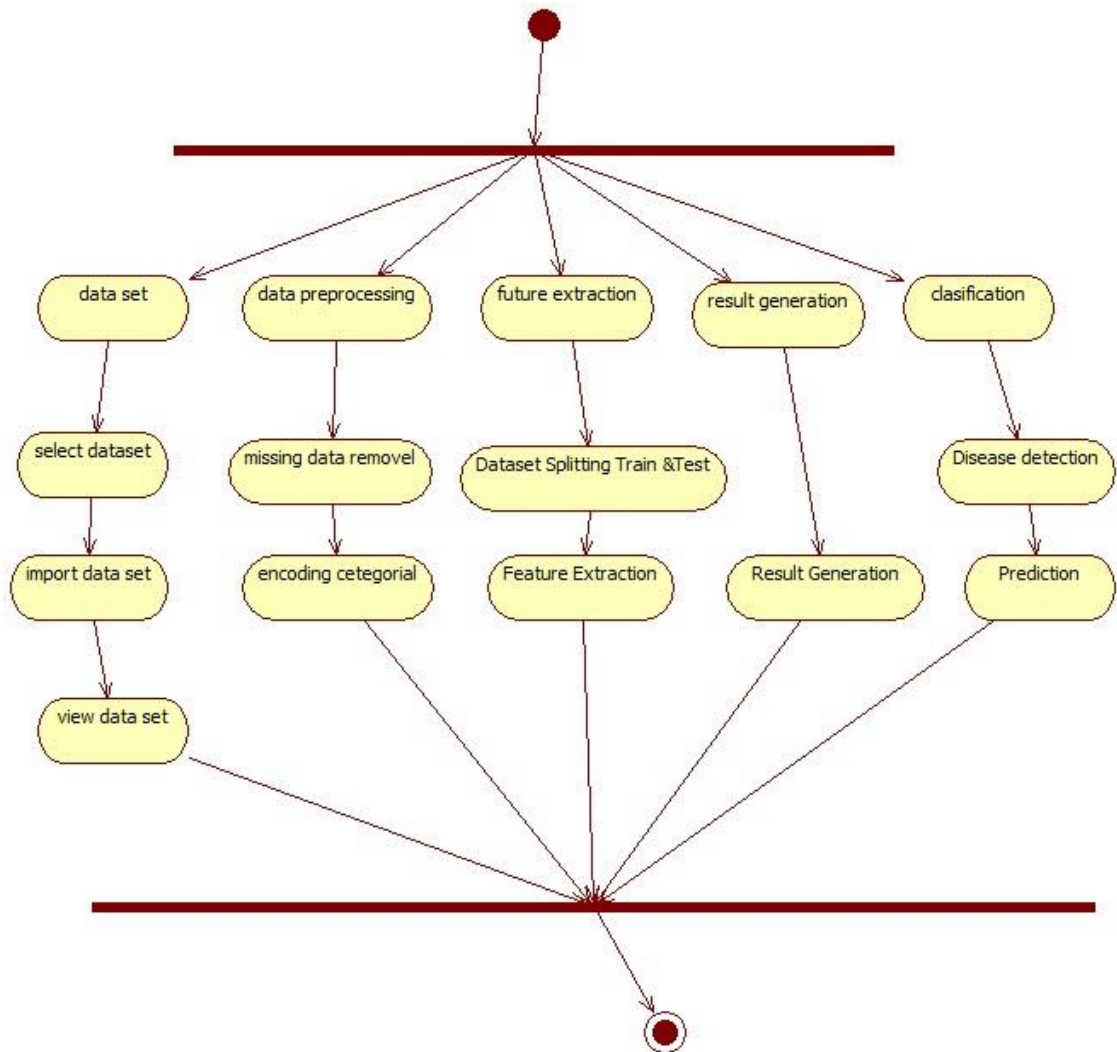 data set
data preprocessing
future extraction
result generation
clasification
select dataset
missing data removel
Dataset Splitting Train &Test
Disease detection
import data set
encoding cetegorial
Feature Extraction
Result Generation
Prediction
view data set